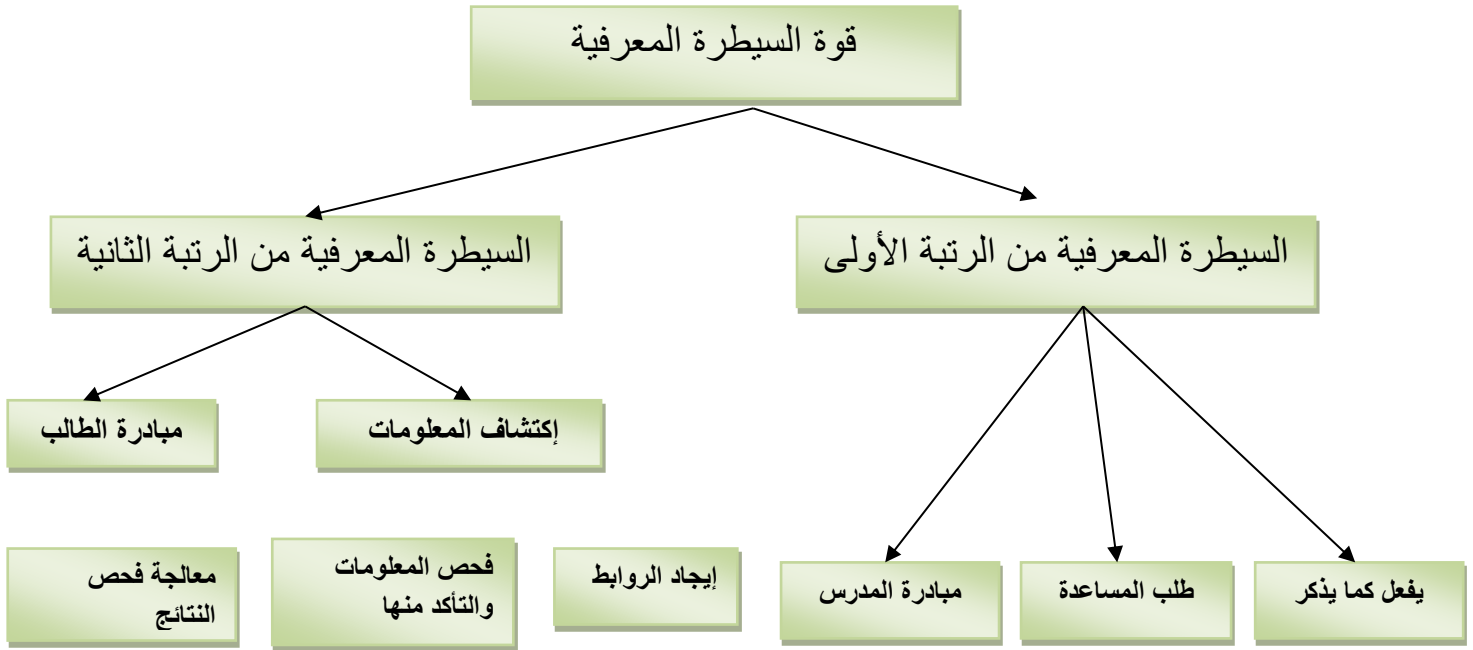 قوة السيطرة المعرفية
السيطرة المعرفية من الرتبة الأولى
السيطرة المعرفية من الرتبة الثانية
إكتشاف المعلومات
مبادرة الطالب
يفعل كما يذكر
طلب المساعدة
مبادرة المدرس
إيجاد الروابط
فحص المعلومات
والتأكد منها
معالجة فحص
النتائج